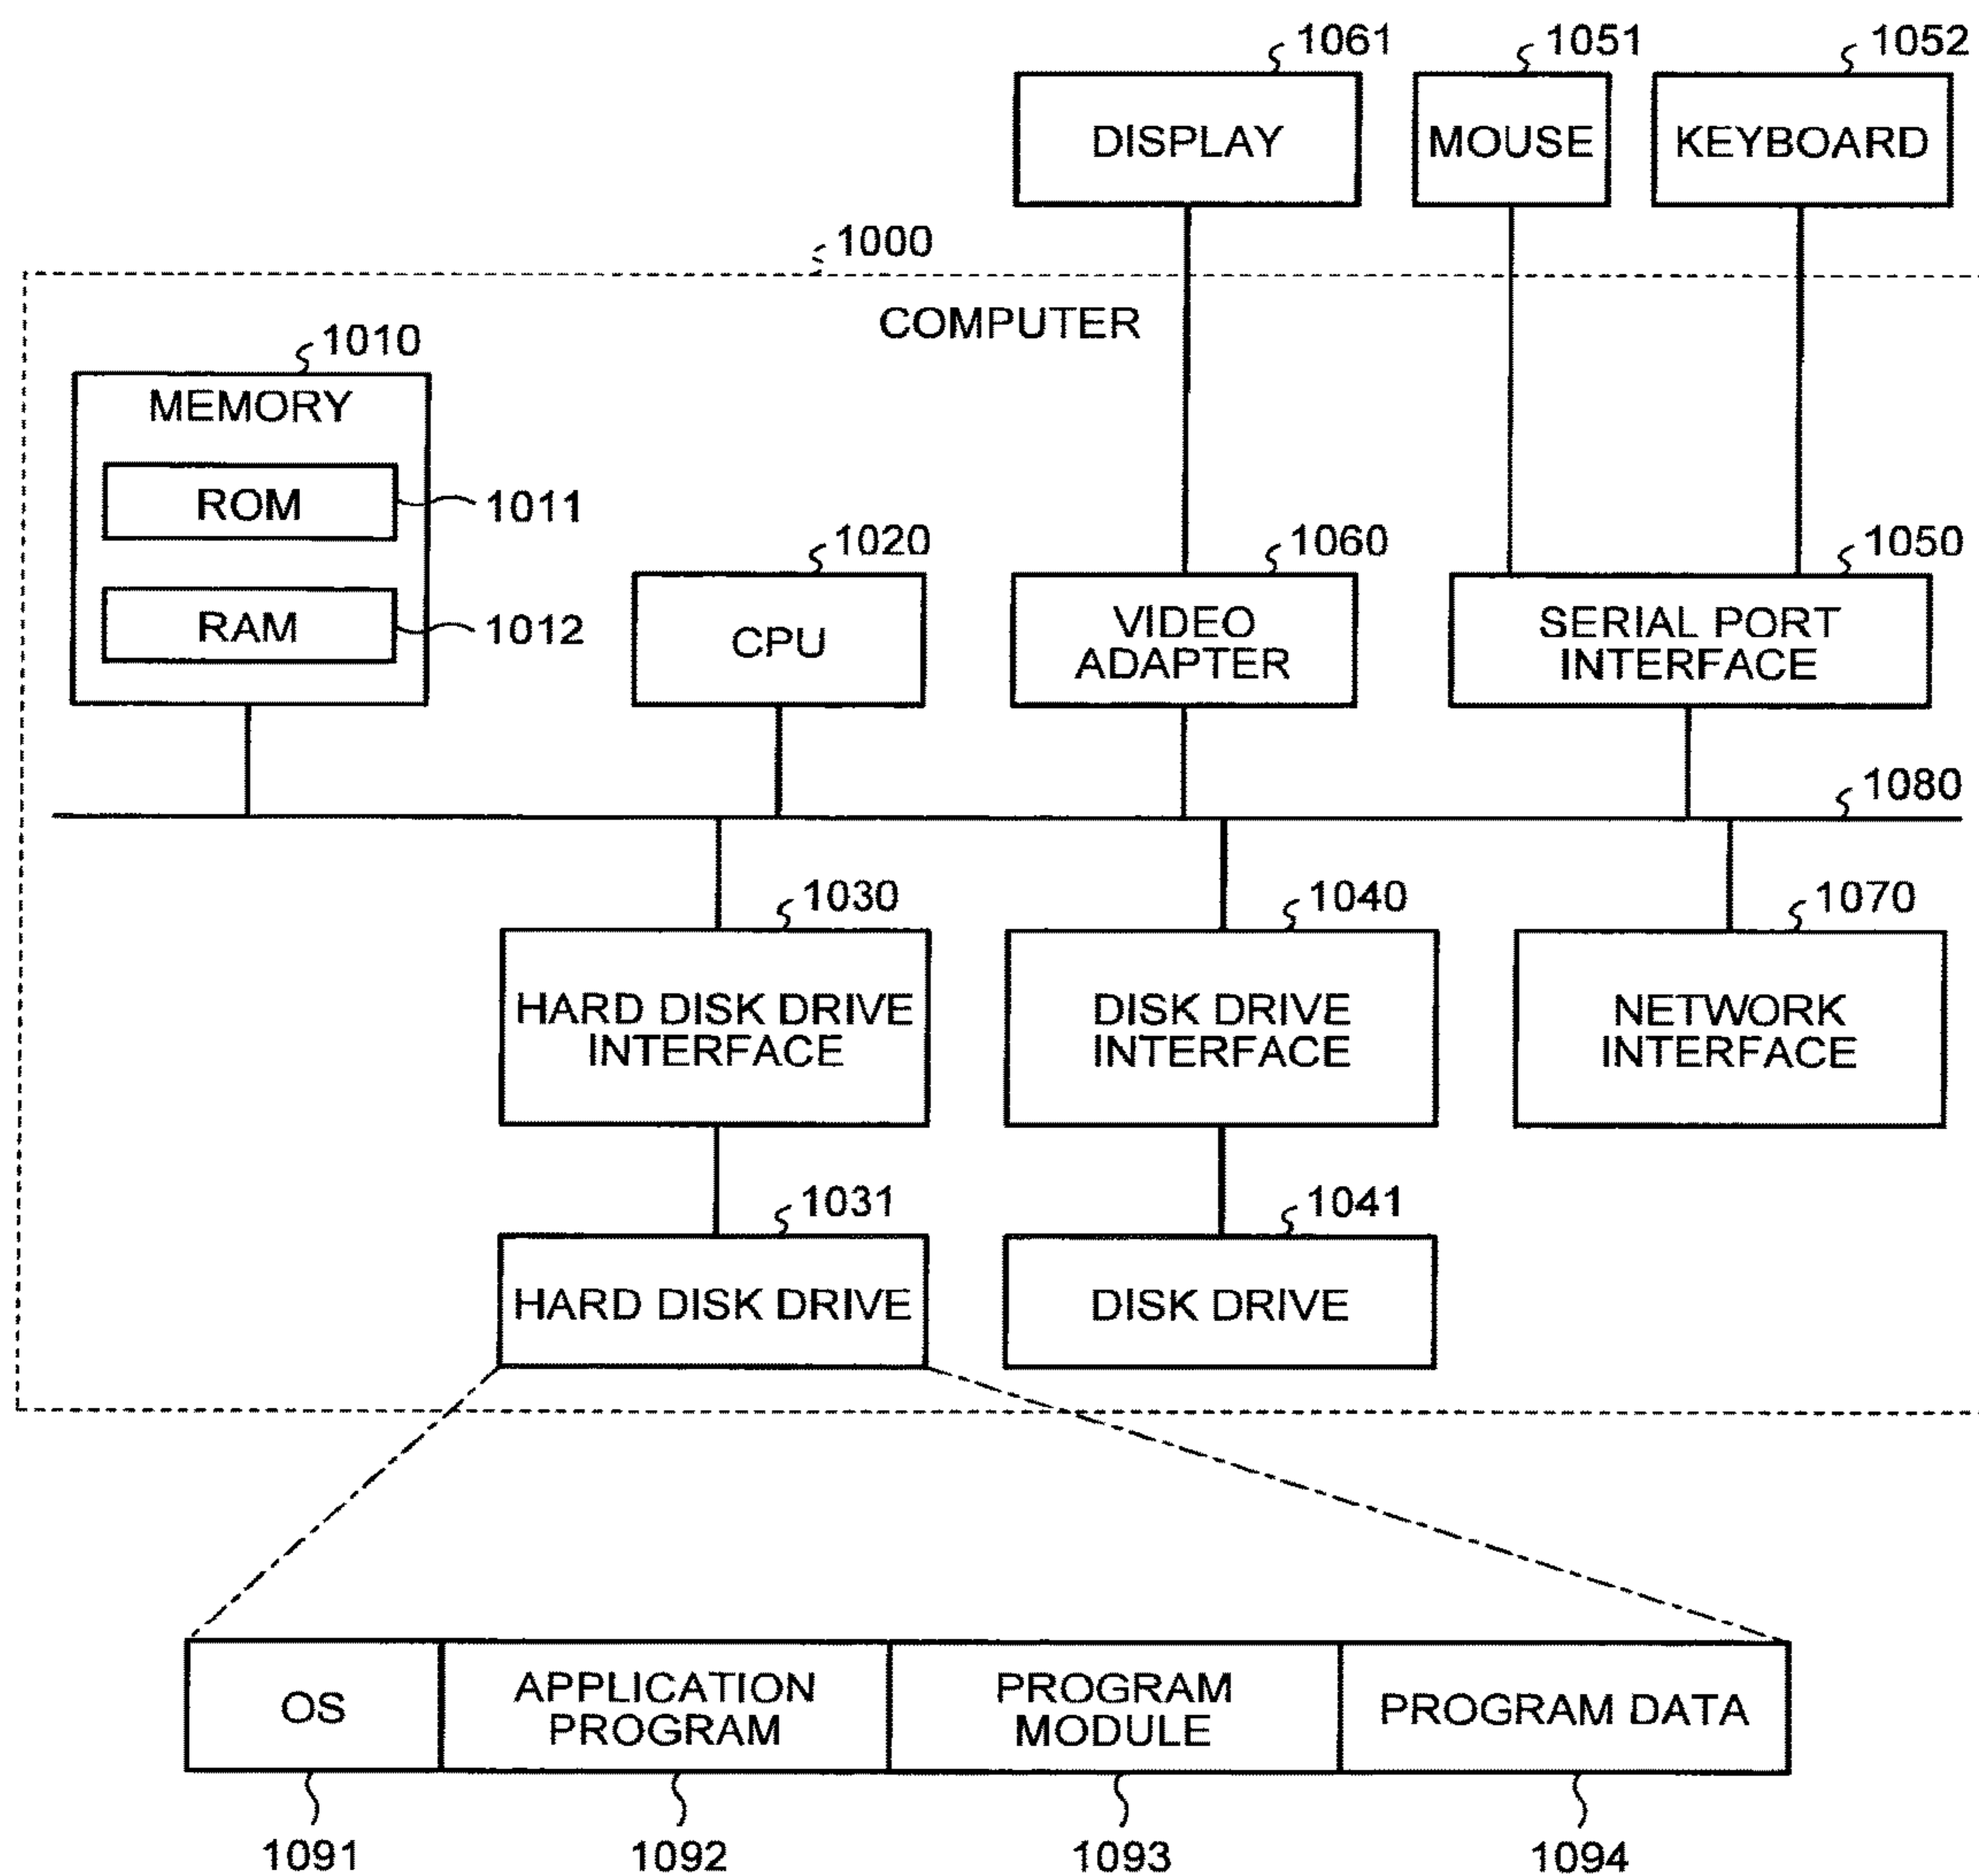 1061
1051
1052
DISPLAY
MOUSE
KEYBOARD
1000
COMPUTER
1010
MEMORY
ROM
1011
RAM
1012
1020
CPU
1060
VIDEO
ADAPTER
1050
SERIAL PORT
INTERFACE
1080
1030
HARD DISK DRIVE
INTERFACE
1040
DISK DRIVE
INTERFACE
1070
NETWORK
INTERFACE
1031
HARD DISK DRIVE
1041
DISK DRIVE
OS
APPLICATION
PROGRAM
PROGRAM
MODULE
PROGRAM DATA
1091
1092
1093
1094